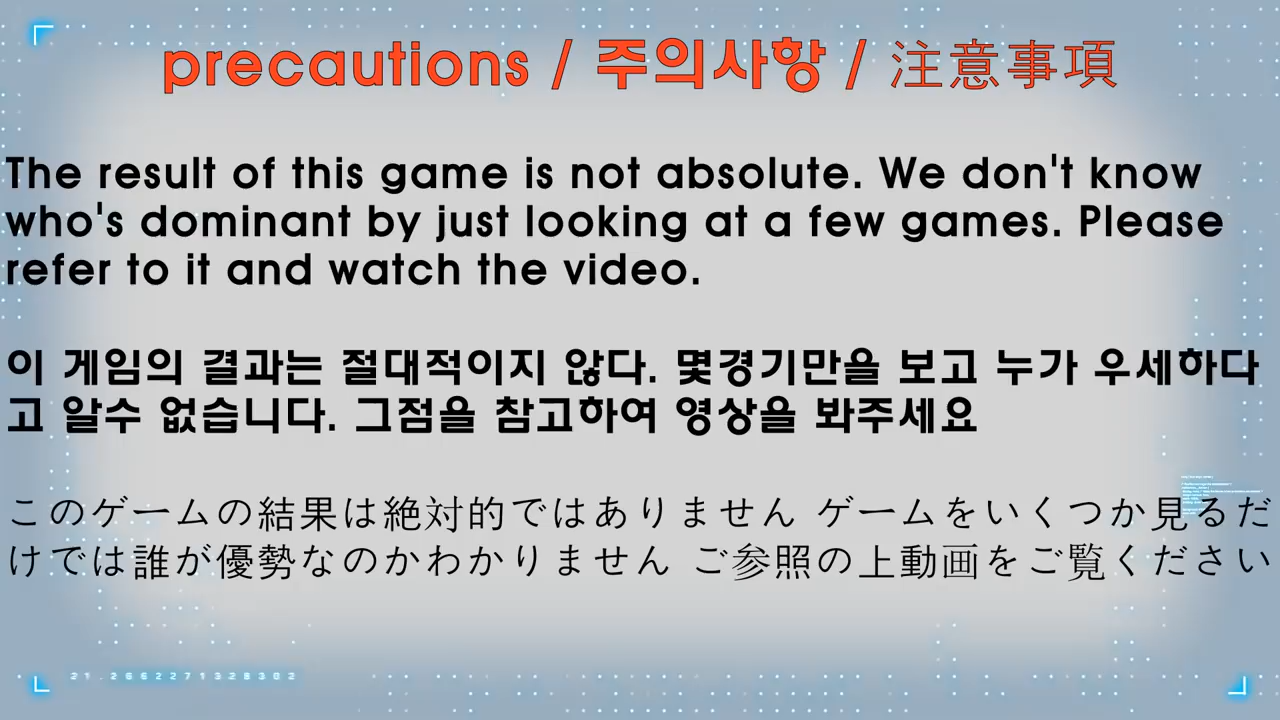 precautions / 주의사항 / 注意事項
The result of this game is not absolute. We don't know
who's dominant by just looking at a few games. Please
refer to it and watch the video.
이 게임의 결과는 절대적이지 않다. 몇경기만을 보고 누가 우세하다
고 알수 없습니다. 그점을 참고하여 영상을 봐주세요
このゲームの結果は絶対的ではありません ゲームをいくつか見るだ
けでは誰が優勢なのかわかりません ご参照の上動画をご覧ください
21.2662271328302